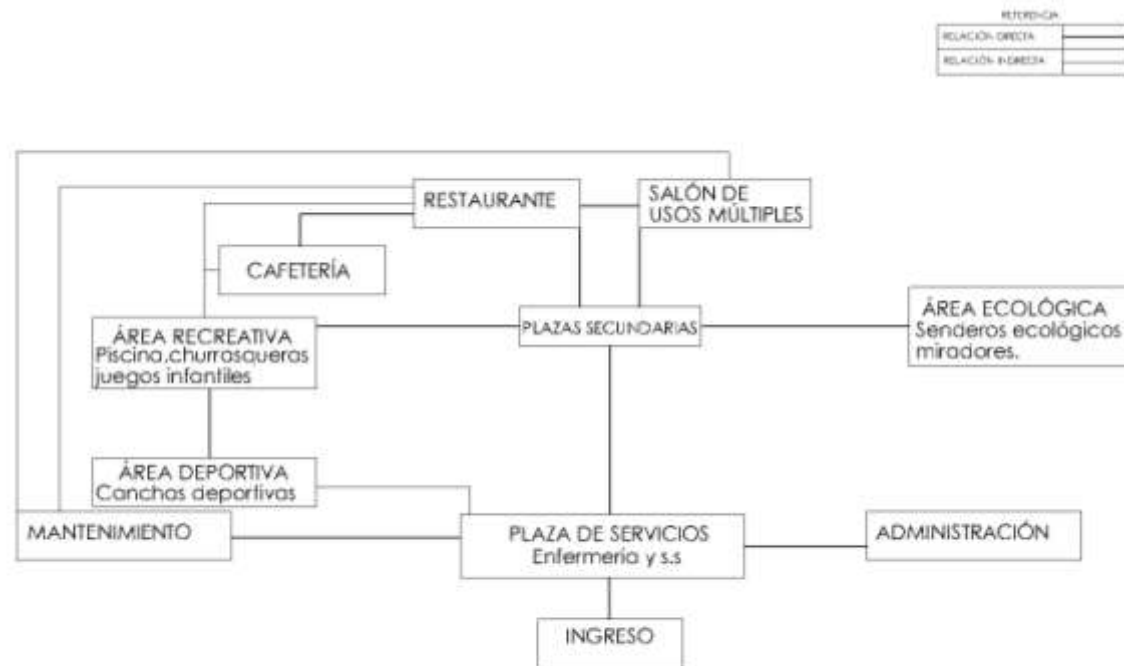 REFERENCIA
RELACIÓN DIRECTA
RELACIÓN INDIRECTA
RESTAURANTE
SALÓN DE
USOS MÚLTIPLES
CAFETERÍA
ÁREA RECREATIVA
Piscina,churrasqueras
juegos infantiles
PLAZAS SECUNDARIAS
ÁREA ECOLÓGICA
Senderos ecológicos
miradores.
ÁREA DEPORTIVA
Canchas deportivas
MANTENIMIENTO
PLAZA DE SERVICIOS
Enfermería y s.s
ADMINISTRACIÓN
INGRESO